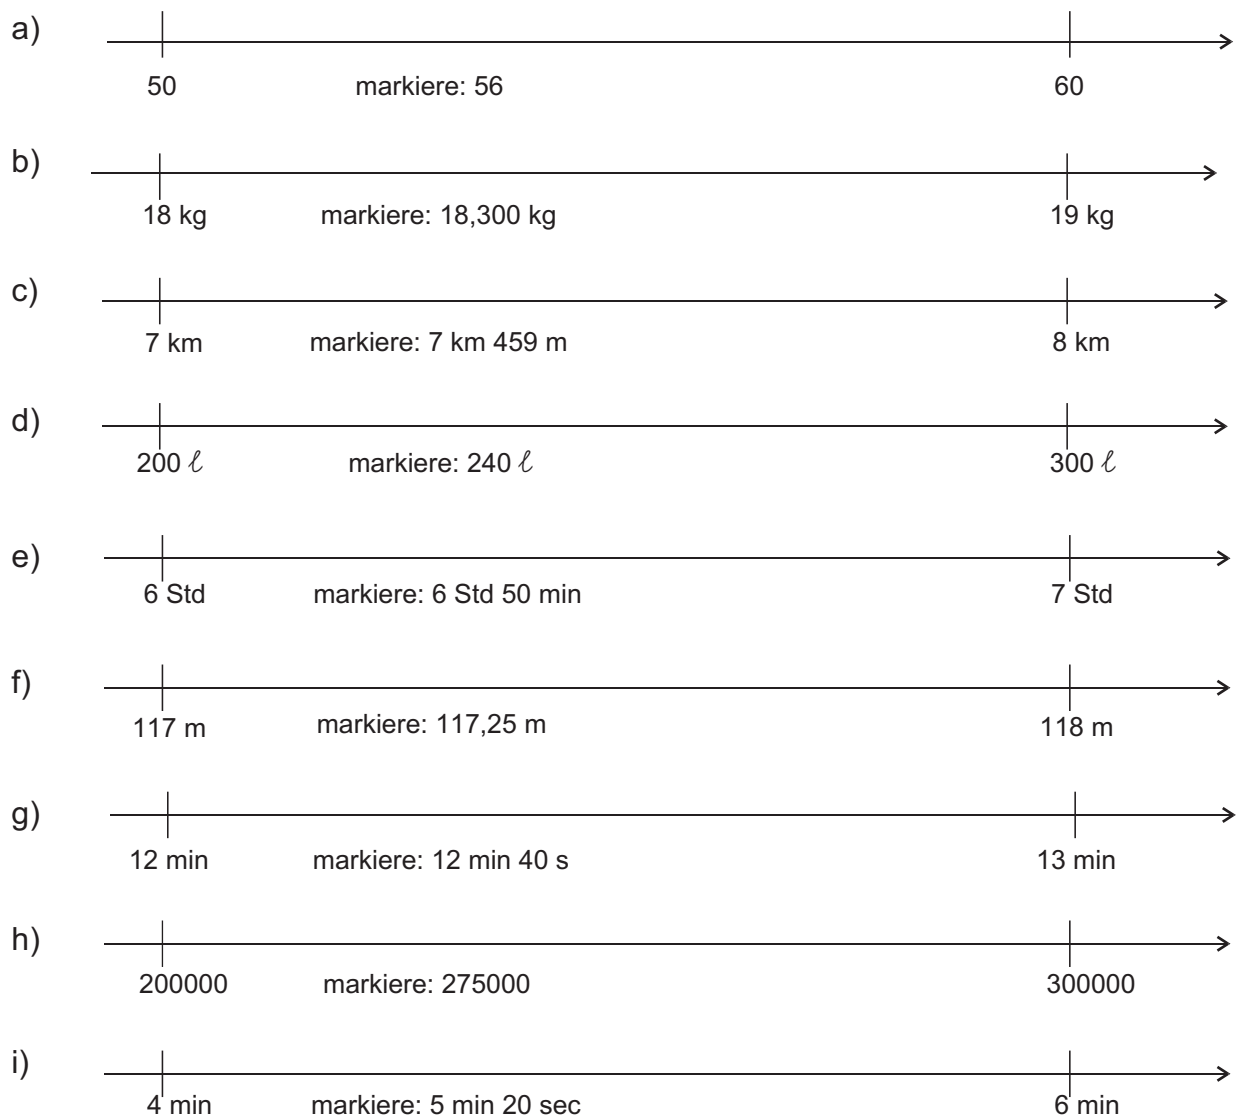 a)
50 markiere: 56 60
b)
18 kg markiere: 18,300 kg 19 kg
c)
7 km markiere: 7 km 459 m 8 km
d)
200 ℓ markiere: 240 ℓ 300 ℓ
e)
6 Std markiere: 6 Std 50 min 7 Std
f)
117 m markiere: 117,25 m 118 m
g)
12 min markiere: 12 min 40 s 13 min
h)
200000 markiere: 275000 300000
i)
4 min markiere: 5 min 20 sec 6 min